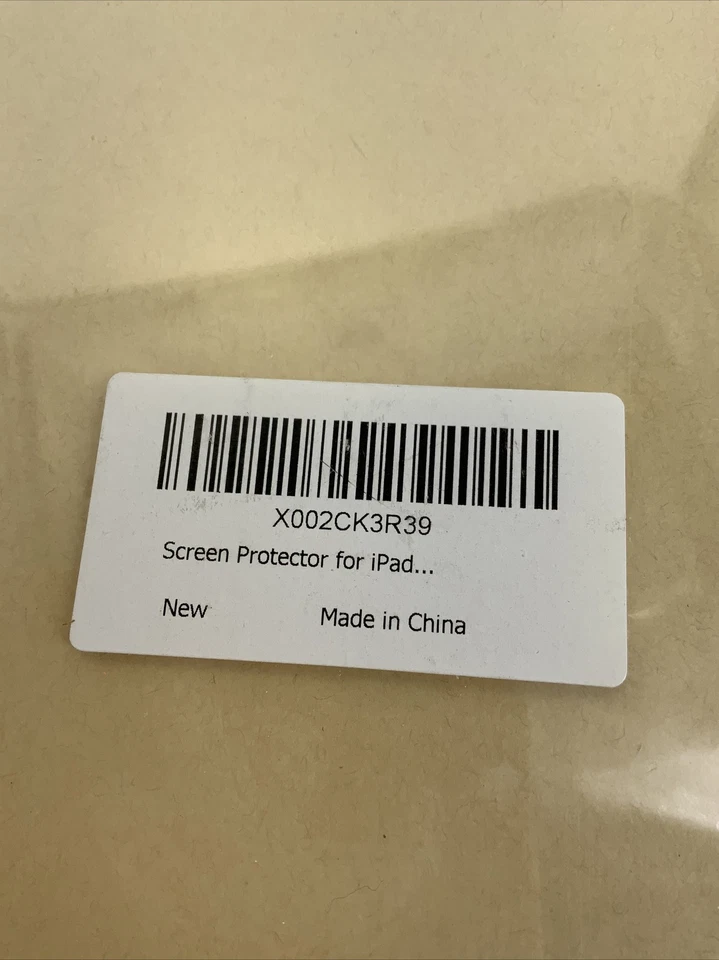 X002CK3R39
Screen Protector for iPad...
New Made in China